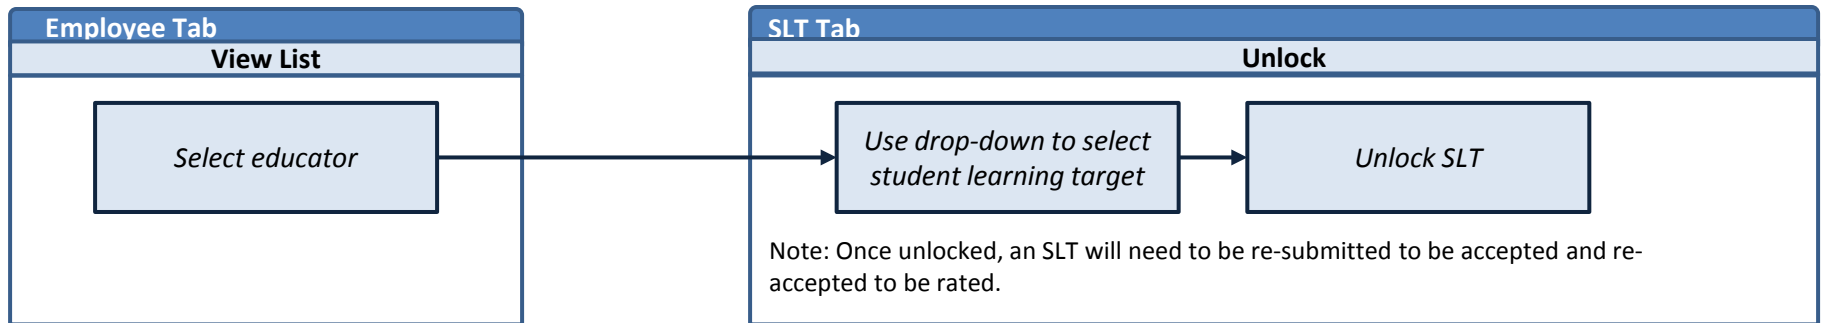 Employee Tab
View List
Select educator
SLT Tab
Unlock
Use drop-down to select
student learning target
Unlock SLT
Note: Once unlocked, an SLT will need to be re-submitted to be accepted and re-
accepted to be rated.